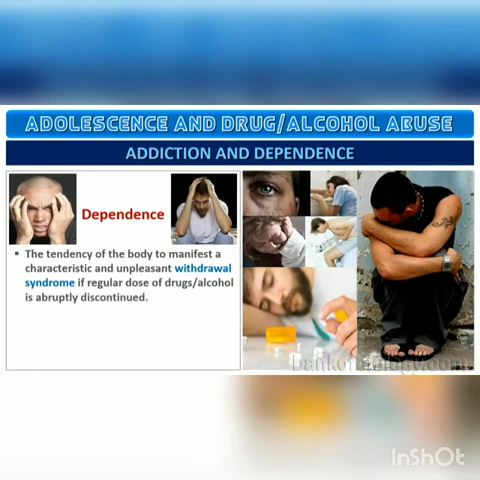 ADOLESCENCE AND DRUG/ALCOHOL ABUSE
ADDICTION AND DEPENDENCE
Dependence
▪ The tendency of the body to manifest a
characteristic and unpleasant withdrawal
syndrome if regular dose of drugs/alcohol
is abruptly discontinued.
InShOt